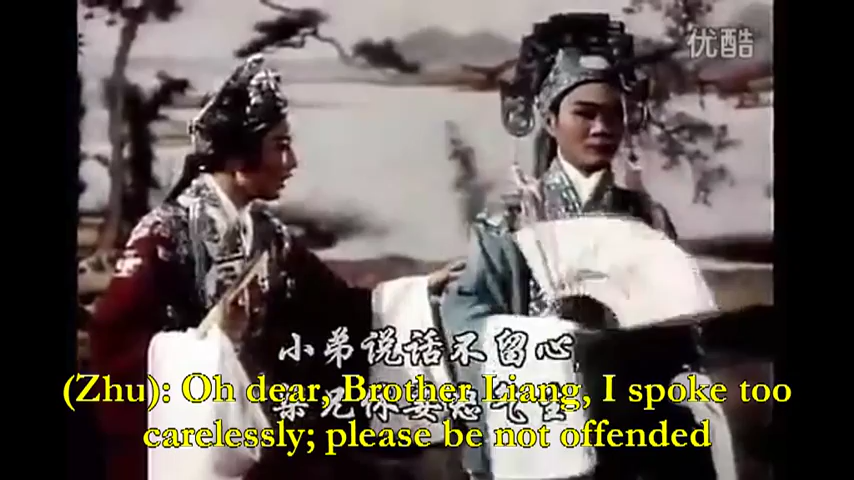 优酷
小弟说话不留心
(Zhu): Oh dear, Brother Liang, I spoke too
carelessly; please be not offended